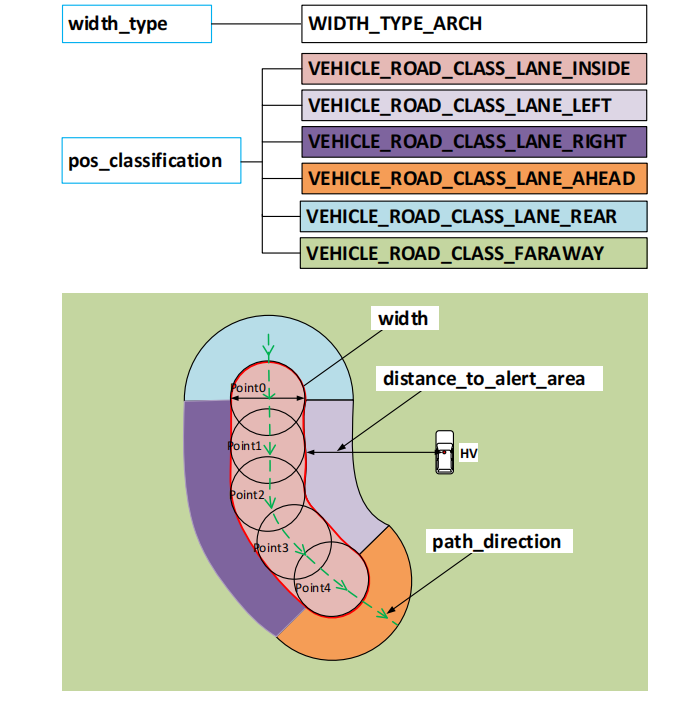 width_type
WIDTH_TYPE_ARCH
VEHICLE_ROAD_CLASS_LANE_INSIDE
VEHICLE_ROAD_CLASS_LANE_LEFT
VEHICLE_ROAD_CLASS_LANE_RIGHT
pos_classification
VEHICLE_ROAD_CLASS_LANE_AHEAD
VEHICLE_ROAD_CLASS_LANE_REAR
VEHICLE_ROAD_CLASS_FARAWAY
width
distance_to_alert_area
Point0
Point1
HV
Point2
path_direction
Point3
Point4